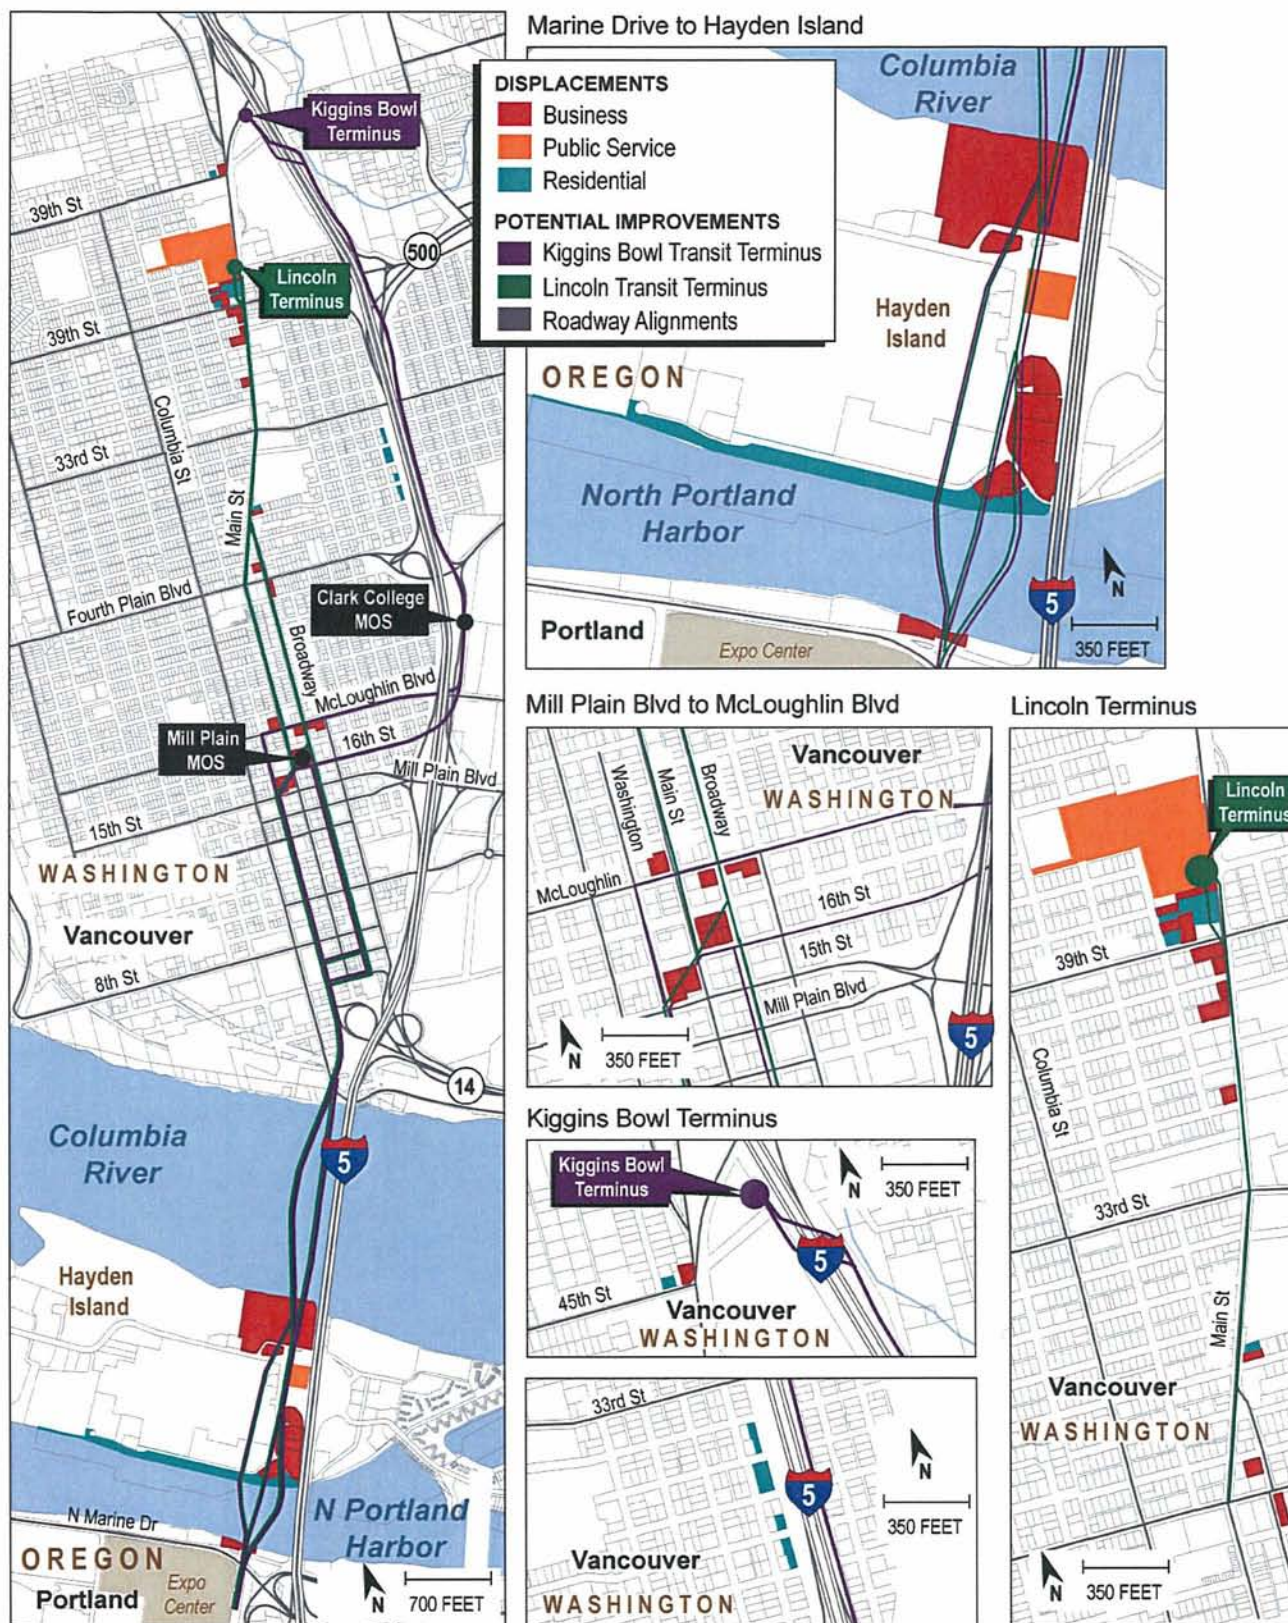 Kiggins Bowl
Terminus
39th St
500
Lincoln
Terminus
39th St
Columbia St
33rd St
Main St
Fourth Plain Blvd
Clark College
MOS
Broadway
McLoughlin Blvd
Mill Plain
MOS
16th St
Mill Plain Blvd
15th St
WASHINGTON
Vancouver
8th St
14
Columbia
River
5
Hayden
Island
N Portland
Harbor
N Marine Dr
OREGON
Portland
Expo
Center
N
700 FEET
Marine Drive to Hayden Island
DISPLACEMENTS
Business
Public Service
Residential
POTENTIAL IMPROVEMENTS
Kiggins Bowl Transit Terminus
Lincoln Transit Terminus
Roadway Alignments
Columbia
River
Hayden
Island
OREGON
North Portland
Harbor
Portland
Expo Center
N
5
350 FEET
Mill Plain Blvd to McLoughlin Blvd
Vancouver
WASHINGTON
Washington
Main St
Broadway
McLoughlin
16th St
15th St
Mill Plain Blvd
N
350 FEET
5
Kiggins Bowl Terminus
Kiggins Bowl
Terminus
N
350 FEET
5
45th St
Vancouver
WASHINGTON
33rd St
N
5
350 FEET
Vancouver
WASHINGTON
Lincoln Terminus
Lincoln
Terminus
39th St
Columbia St
33rd St
Main St
Vancouver
WASHINGTON
N
350 FEET